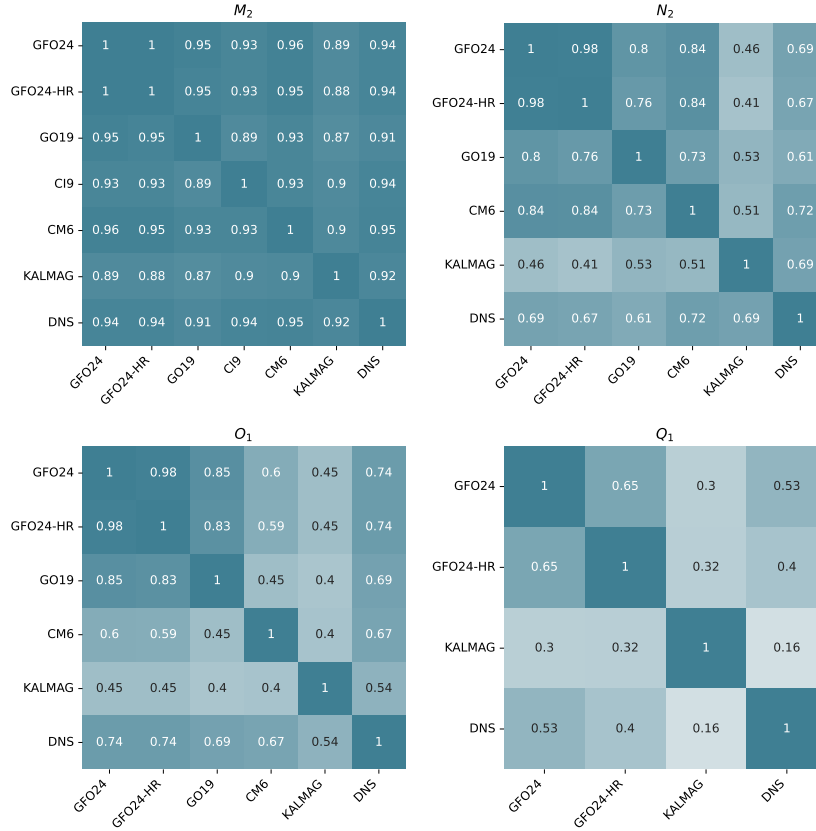 M₂
GFO24 1 1 0.95 0.93 0.96 0.89 0.94
GFO24-HR 1 1 0.95 0.93 0.95 0.88 0.94
GO19 0.95 0.95 1 0.89 0.93 0.87 0.91
CI9 0.93 0.93 0.89 1 0.93 0.9 0.94
CM6 0.96 0.95 0.93 0.93 1 0.9 0.95
KALMAG 0.89 0.88 0.87 0.9 0.9 1 0.92
DNS 0.94 0.94 0.91 0.94 0.95 0.92 1
GFO24 GFO24-HR GO19 CI9 CM6 KALMAG DNS
N₂
GFO24 1 0.98 0.8 0.84 0.46 0.69
GFO24-HR 0.98 1 0.76 0.84 0.41 0.67
GO19 0.8 0.76 1 0.73 0.53 0.61
CM6 0.84 0.84 0.73 1 0.51 0.72
KALMAG 0.46 0.41 0.53 0.51 1 0.69
DNS 0.69 0.67 0.61 0.72 0.69 1
GFO24 GFO24-HR GO19 CM6 KALMAG DNS
O₁
GFO24 1 0.98 0.85 0.6 0.45 0.74
GFO24-HR 0.98 1 0.83 0.59 0.45 0.74
GO19 0.85 0.83 1 0.45 0.4 0.69
CM6 0.6 0.59 0.45 1 0.4 0.67
KALMAG 0.45 0.45 0.4 0.4 1 0.54
DNS 0.74 0.74 0.69 0.67 0.54 1
GFO24 GFO24-HR GO19 CM6 KALMAG DNS
Q₁
GFO24 1 0.65 0.3 0.53
GFO24-HR 0.65 1 0.32 0.4
KALMAG 0.3 0.32 1 0.16
DNS 0.53 0.4 0.16 1
GFO24 GFO24-HR KALMAG DNS